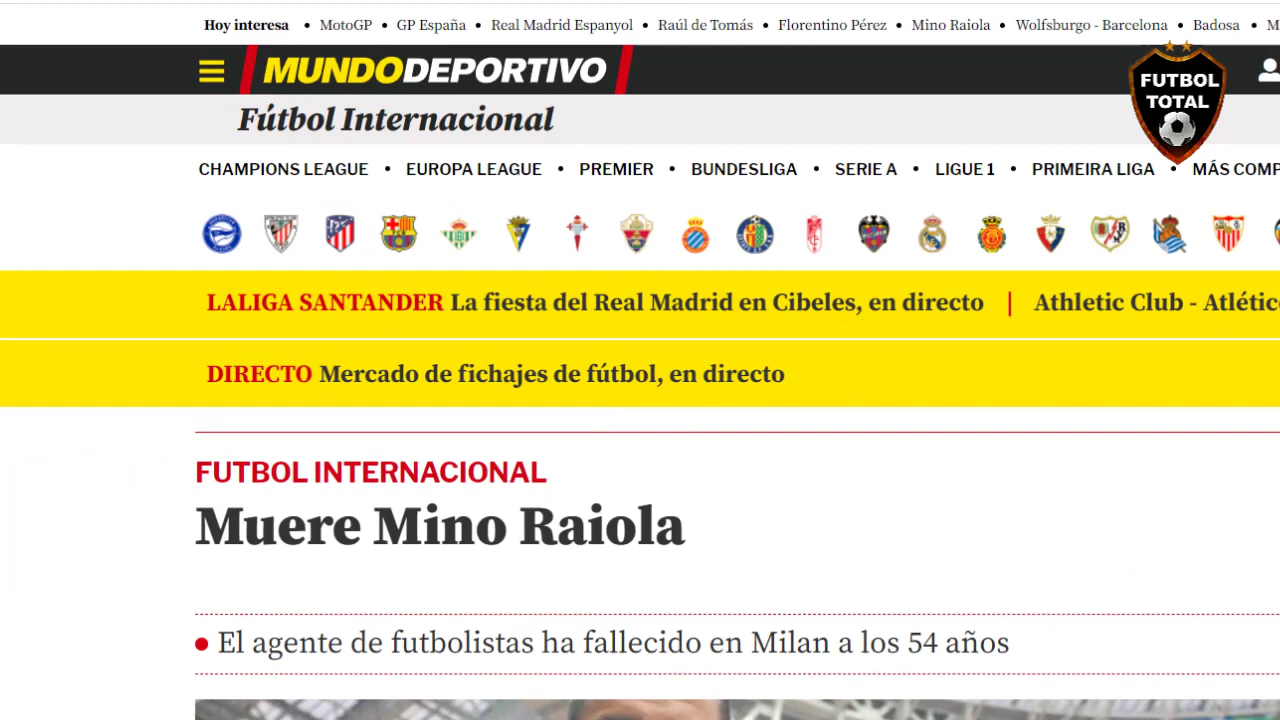 Hoy interesa • MotoGP • GP España • Real Madrid Espanyol • Raúl de Tomás • Florentino Pérez • Mino Raiola • Wolfsburgo - Barcelona • Badosa • M
MUNDODEPORTIVO
FUTBOL
TOTAL
Fútbol Internacional
CHAMPIONS LEAGUE • EUROPA LEAGUE • PREMIER • BUNDESLIGA • SERIE A • LIGUE 1 • PRIMEIRA LIGA • MÁS COMP
LALIGA SANTANDER La fiesta del Real Madrid en Cibeles, en directo | Athletic Club - Atlétic
DIRECTO Mercado de fichajes de fútbol, en directo
FUTBOL INTERNACIONAL
Muere Mino Raiola
• El agente de futbolistas ha fallecido en Milan a los 54 años